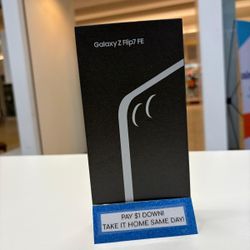 Galaxy Z Flip7 FE
PAY $1 DOWN!
TAKE IT HOME SAME DAY!